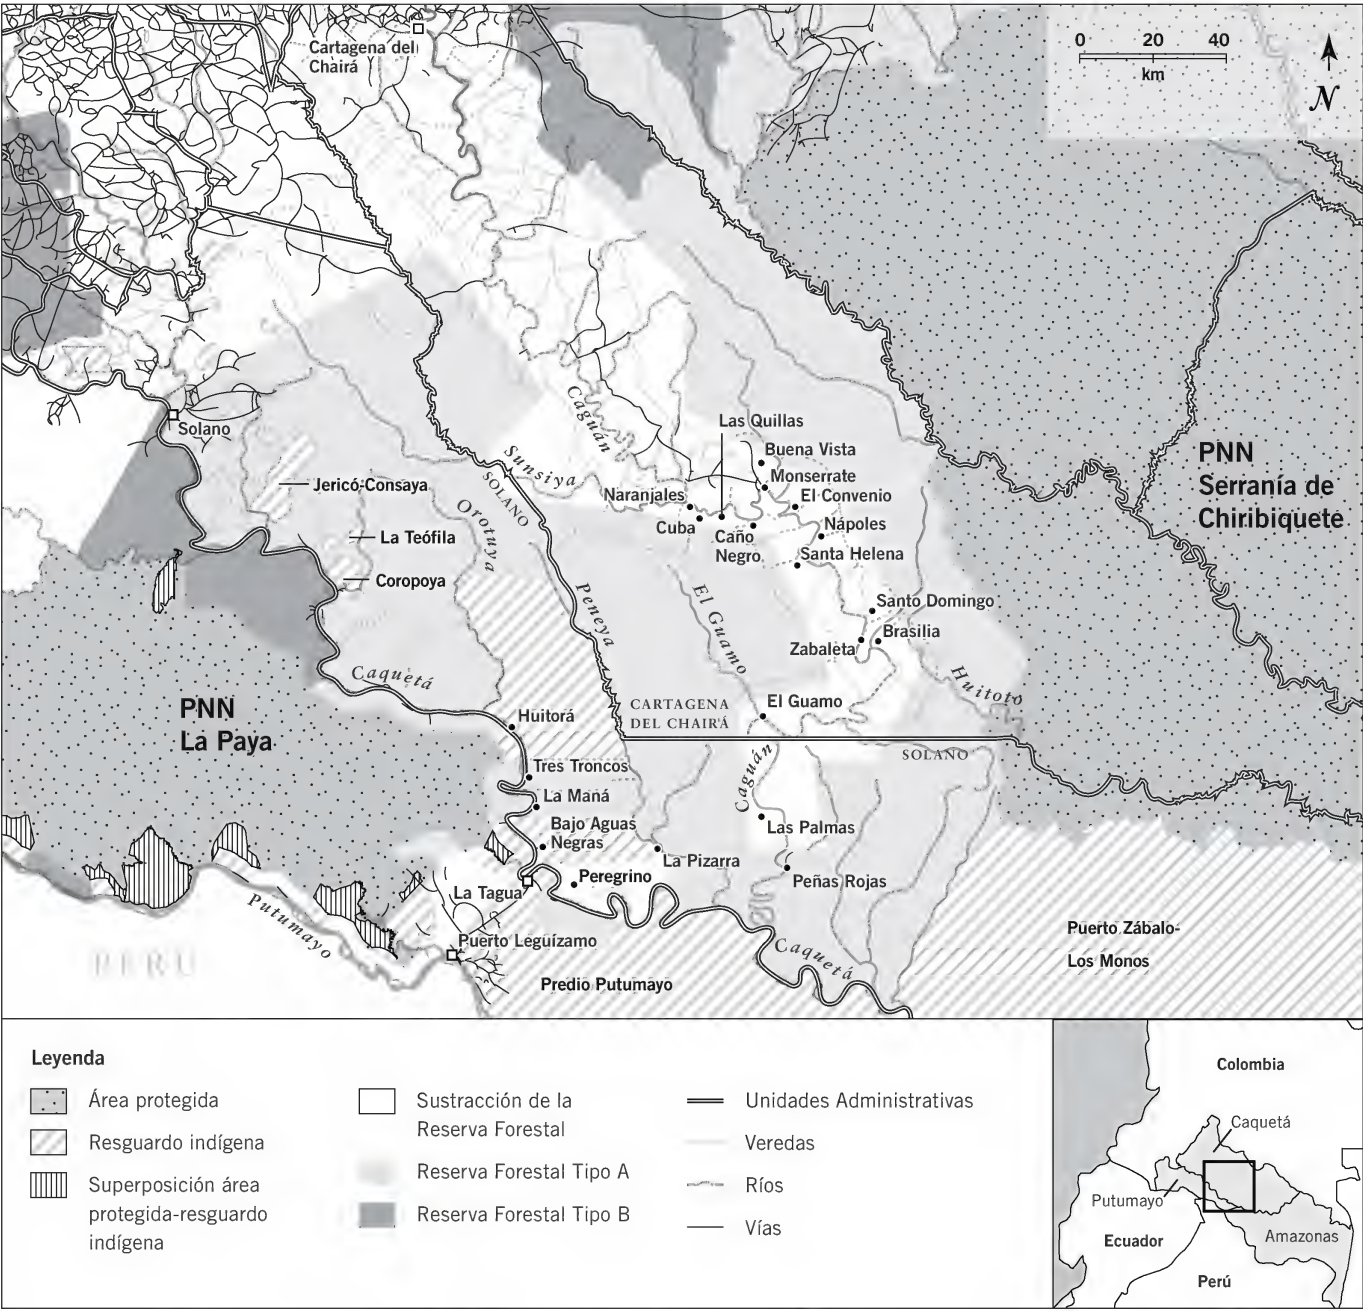 Cartagena del
Chairá
0 20 40
km
N
Solano
Caguán
Las Quillas
Buena Vista
Monserrate
El Convenio
Naranjales
Cuba
Caño
Negro
Nápoles
Santa Helena
Sunsiya
SOLANO
Jericó-Consaya
Orotuya
La Teófila
Coropoya
PNN
Serranía de
Chiribiquete
Peneya
El Guamo
Santo Domingo
Brasilia
Zabaleta
Huitoto
Caquetá
PNN
La Paya
Huitorá
CARTAGENA
DEL CHAIRÁ
El Guamo
SOLANO
Tres Troncos
La Maná
Caguán
Bajo Aguas
Negras
Las Palmas
La Pizarra
Peñas Rojas
Peregrino
La Tagua
Putumayo
Puerto Leguízamo
Caquetá
PERÚ
Predio Putumayo
Puerto Zábalo-
Los Monos
Leyenda
Área protegida
Resguardo indígena
Superposición área
protegida-resguardo
indígena
Sustracción de la
Reserva Forestal
Reserva Forestal Tipo A
Reserva Forestal Tipo B
Unidades Administrativas
Veredas
Ríos
Vías
Colombia
Caquetá
Putumayo
Ecuador
Amazonas
Perú